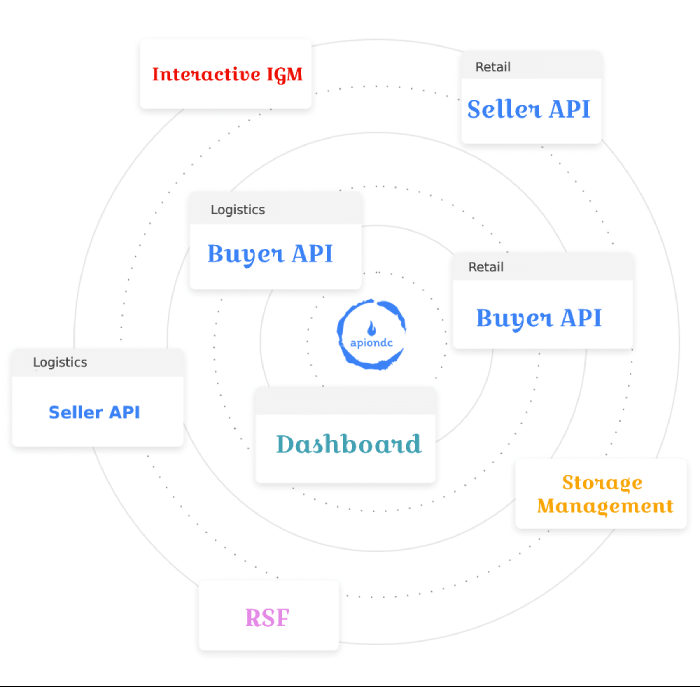 Interactive IGM
Retail
Seller API
Logistics
Buyer API
Retail
Buyer API
apiondc
Logistics
Seller API
Dashboard
Storage
Management
RSF